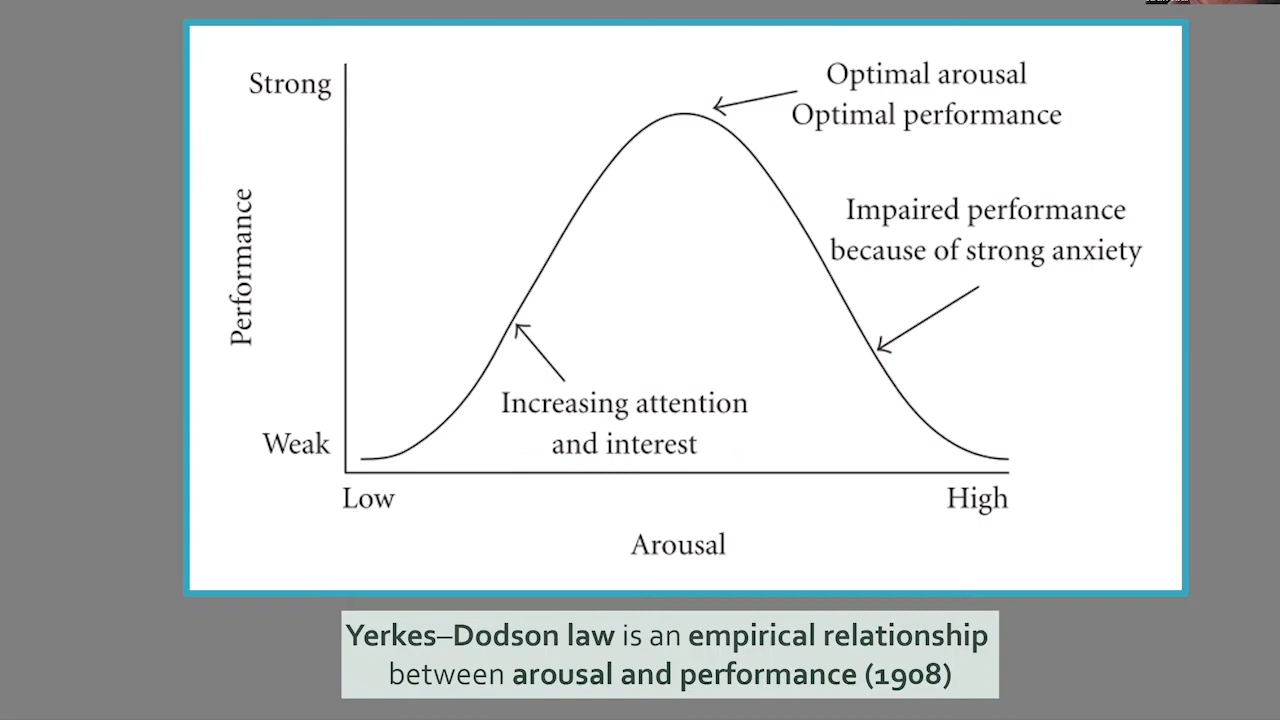 Strong
Optimal arousal
Optimal performance
Performance
Impaired performance
because of strong anxiety
Increasing attention
and interest
Weak
Low
High
Arousal
Yerkes–Dodson law is an empirical relationship
between arousal and performance (1908)